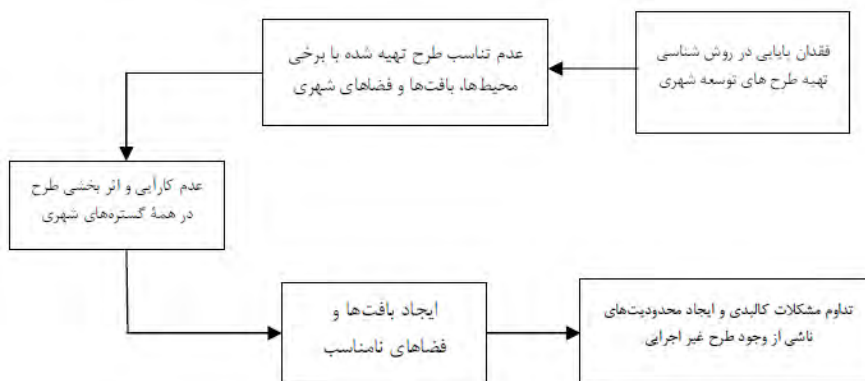 فقدان پایایی در روش شناسی
تهیه طرح های توسعه شهری
عدم تناسب طرح تهیه شده با برخی
محیط‌ها، بافت‌ها و فضاهای شهری
عدم کارآیی و اثر بخشی طرح
در همهٔ گستره‌های شهری
ایجاد بافت‌ها و
فضاهای نامناسب
تداوم مشکلات کالبدی و ایجاد محدودیت‌های
ناشی از وجود طرح غیر اجرایی